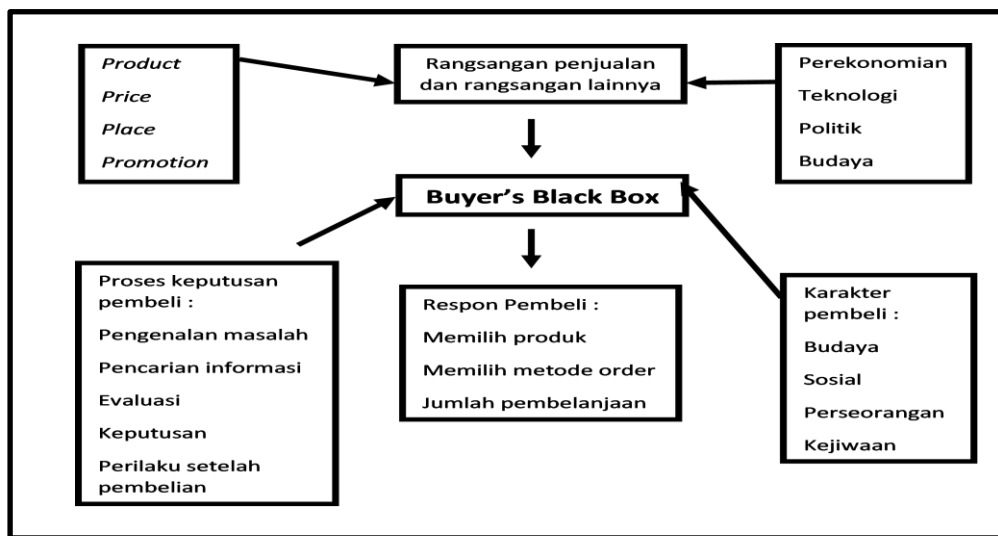 Product
Price
Place
Promotion
Rangsangan penjualan
dan rangsangan lainnya
Perekonomian
Teknologi
Politik
Budaya
Buyer's Black Box
Proses keputusan
pembeli :
Pengenalan masalah
Pencarian informasi
Evaluasi
Keputusan
Perilaku setelah
pembelian
Respon Pembeli :
Memilih produk
Memilih metode order
Jumlah pembelanjaan
Karakter
pembeli :
Budaya
Sosial
Perseorangan
Kejiwaan